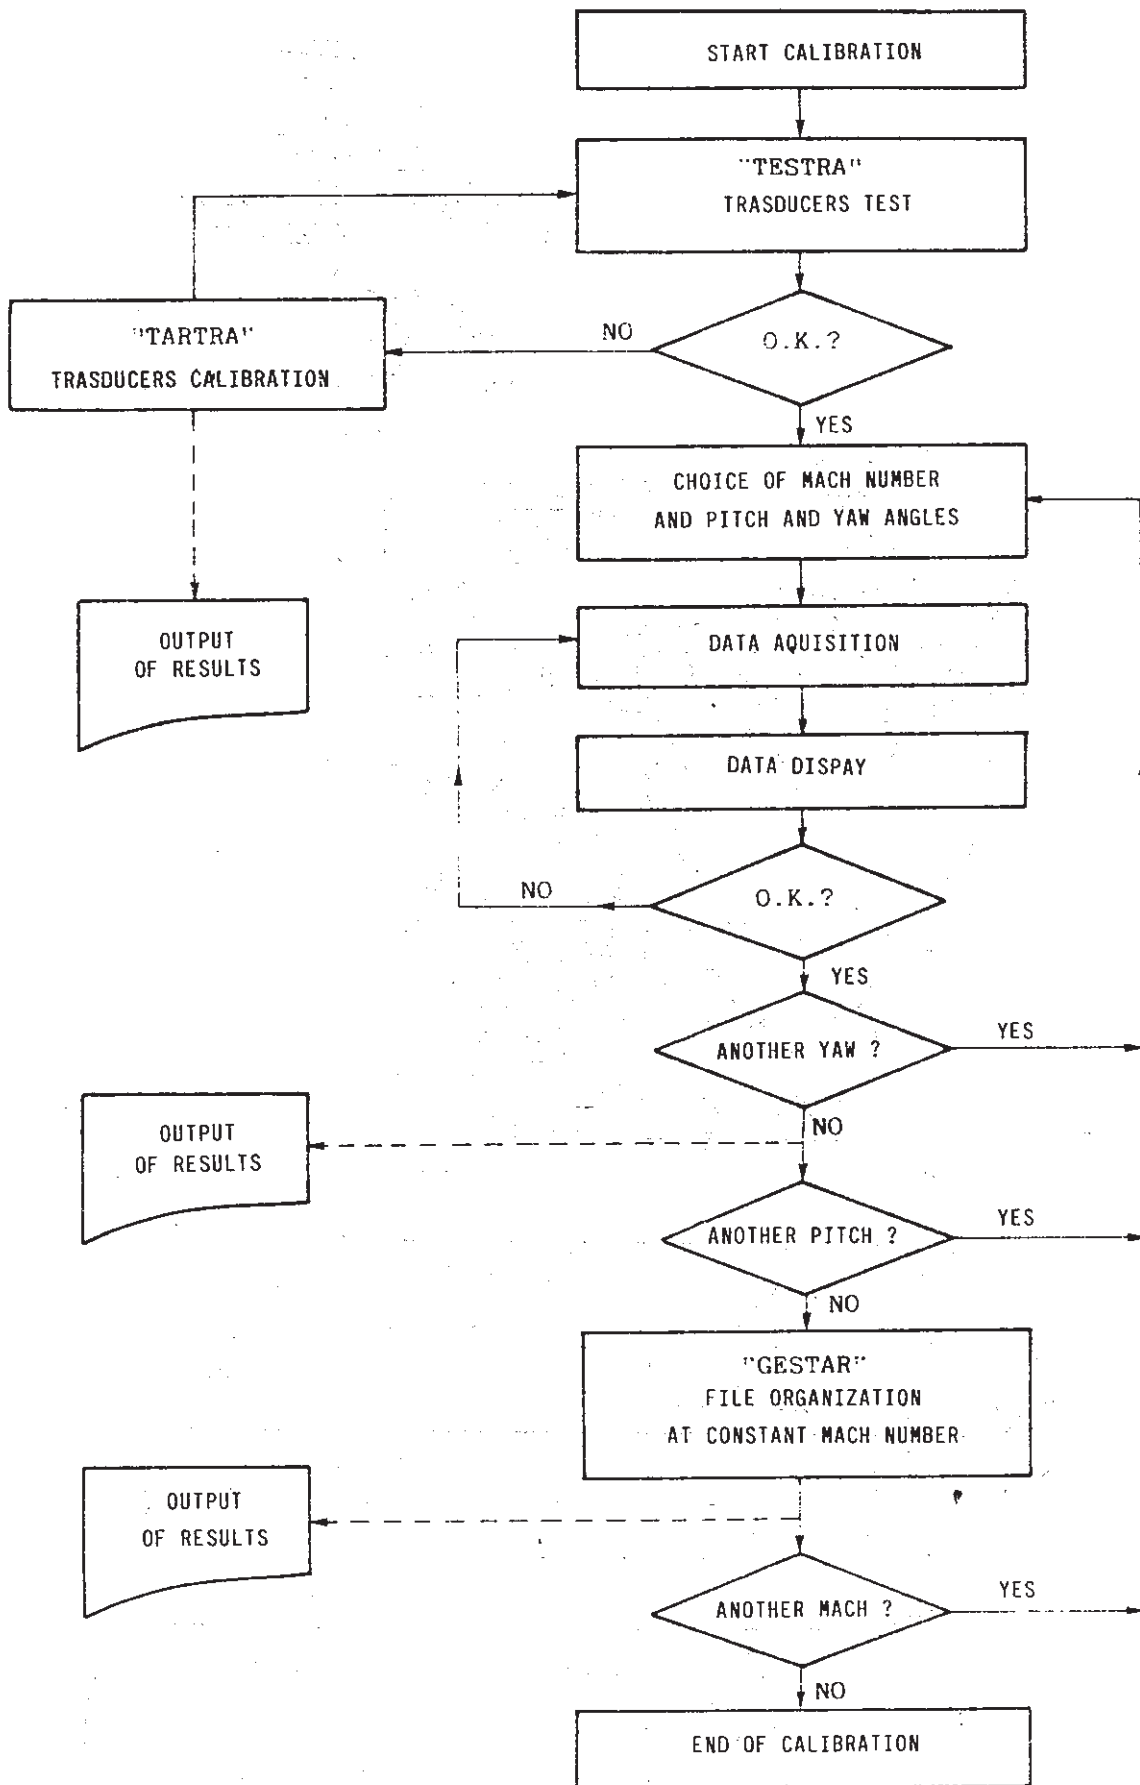 START CALIBRATION
"TESTRA"
TRASDUCERS TEST
"TARTRA"
TRASDUCERS CALIBRATION
NO
O.K.?
YES
CHOICE OF MACH NUMBER
AND PITCH AND YAW ANGLES
OUTPUT
OF RESULTS
DATA AQUISITION
DATA DISPAY
NO
O.K.?
YES
ANOTHER YAW ?
YES
NO
OUTPUT
OF RESULTS
ANOTHER PITCH ?
YES
NO
"GESTAR"
FILE ORGANIZATION
AT CONSTANT MACH NUMBER
OUTPUT
OF RESULTS
ANOTHER MACH ?
YES
NO
END OF CALIBRATION